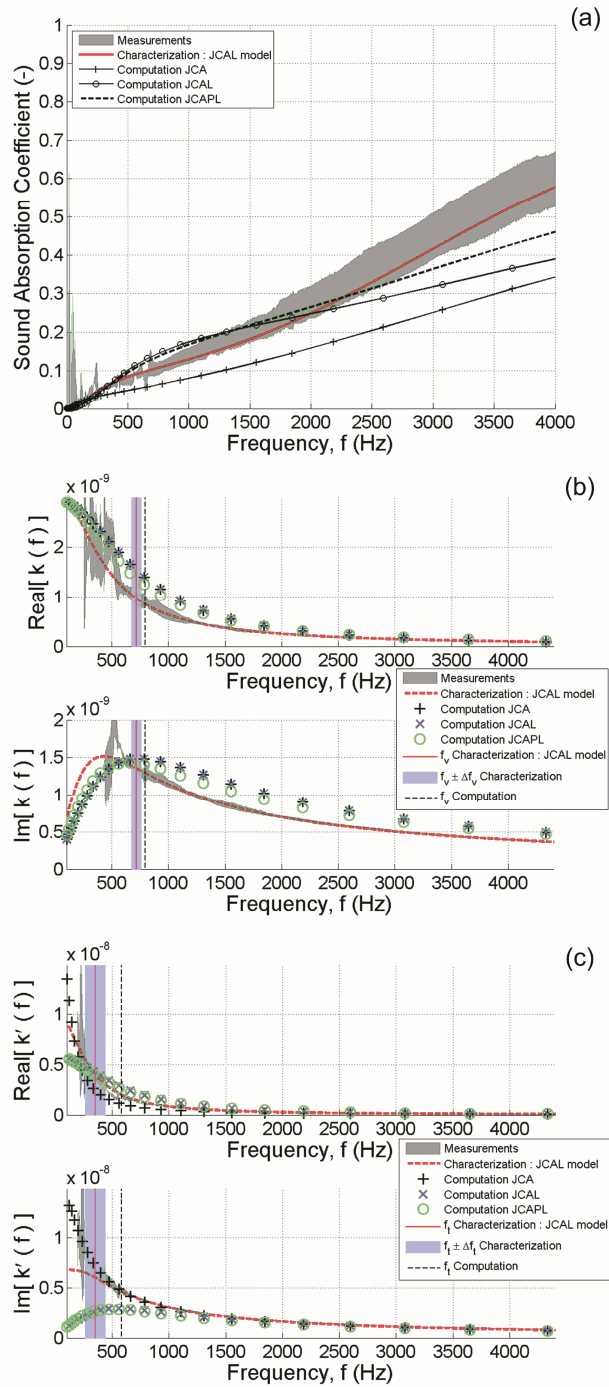 (a)
Measurements
Characterization : JCAL model
Computation JCA
Computation JCAL
Computation JCAPL
1
0.9
0.8
0.7
0.6
0.5
0.4
0.3
0.2
0.1
0
Sound Absorption Coefficient (-)
0 500 1000 1500 2000 2500 3000 3500 4000
Frequency, f (Hz)
(b)
x 10^-9
2
1
0
Real[ k ( f ) ]
500 1000 1500 2000 2500 3000 3500 4000
Frequency, f (Hz)
Measurements
Characterization : JCAL model
Computation JCA
Computation JCAL
Computation JCAPL
f_v Characterization : JCAL model
f_v ± Δf_v Characterization
f_v Computation
x 10^-9
2
1.5
1
0.5
0
Im[ k ( f ) ]
500 1000 1500 2000 2500 3000 3500 4000
Frequency, f (Hz)
(c)
x 10^-8
1
0.5
0
Real[ k' ( f ) ]
500 1000 1500 2000 2500 3000 3500 4000
Frequency, f (Hz)
Measurements
Characterization : JCAL model
Computation JCA
Computation JCAL
Computation JCAPL
f_t Characterization : JCAL model
f_t ± Δf_t Characterization
f_t Computation
x 10^-8
1
0.5
0
Im[ k' ( f ) ]
500 1000 1500 2000 2500 3000 3500 4000
Frequency, f (Hz)